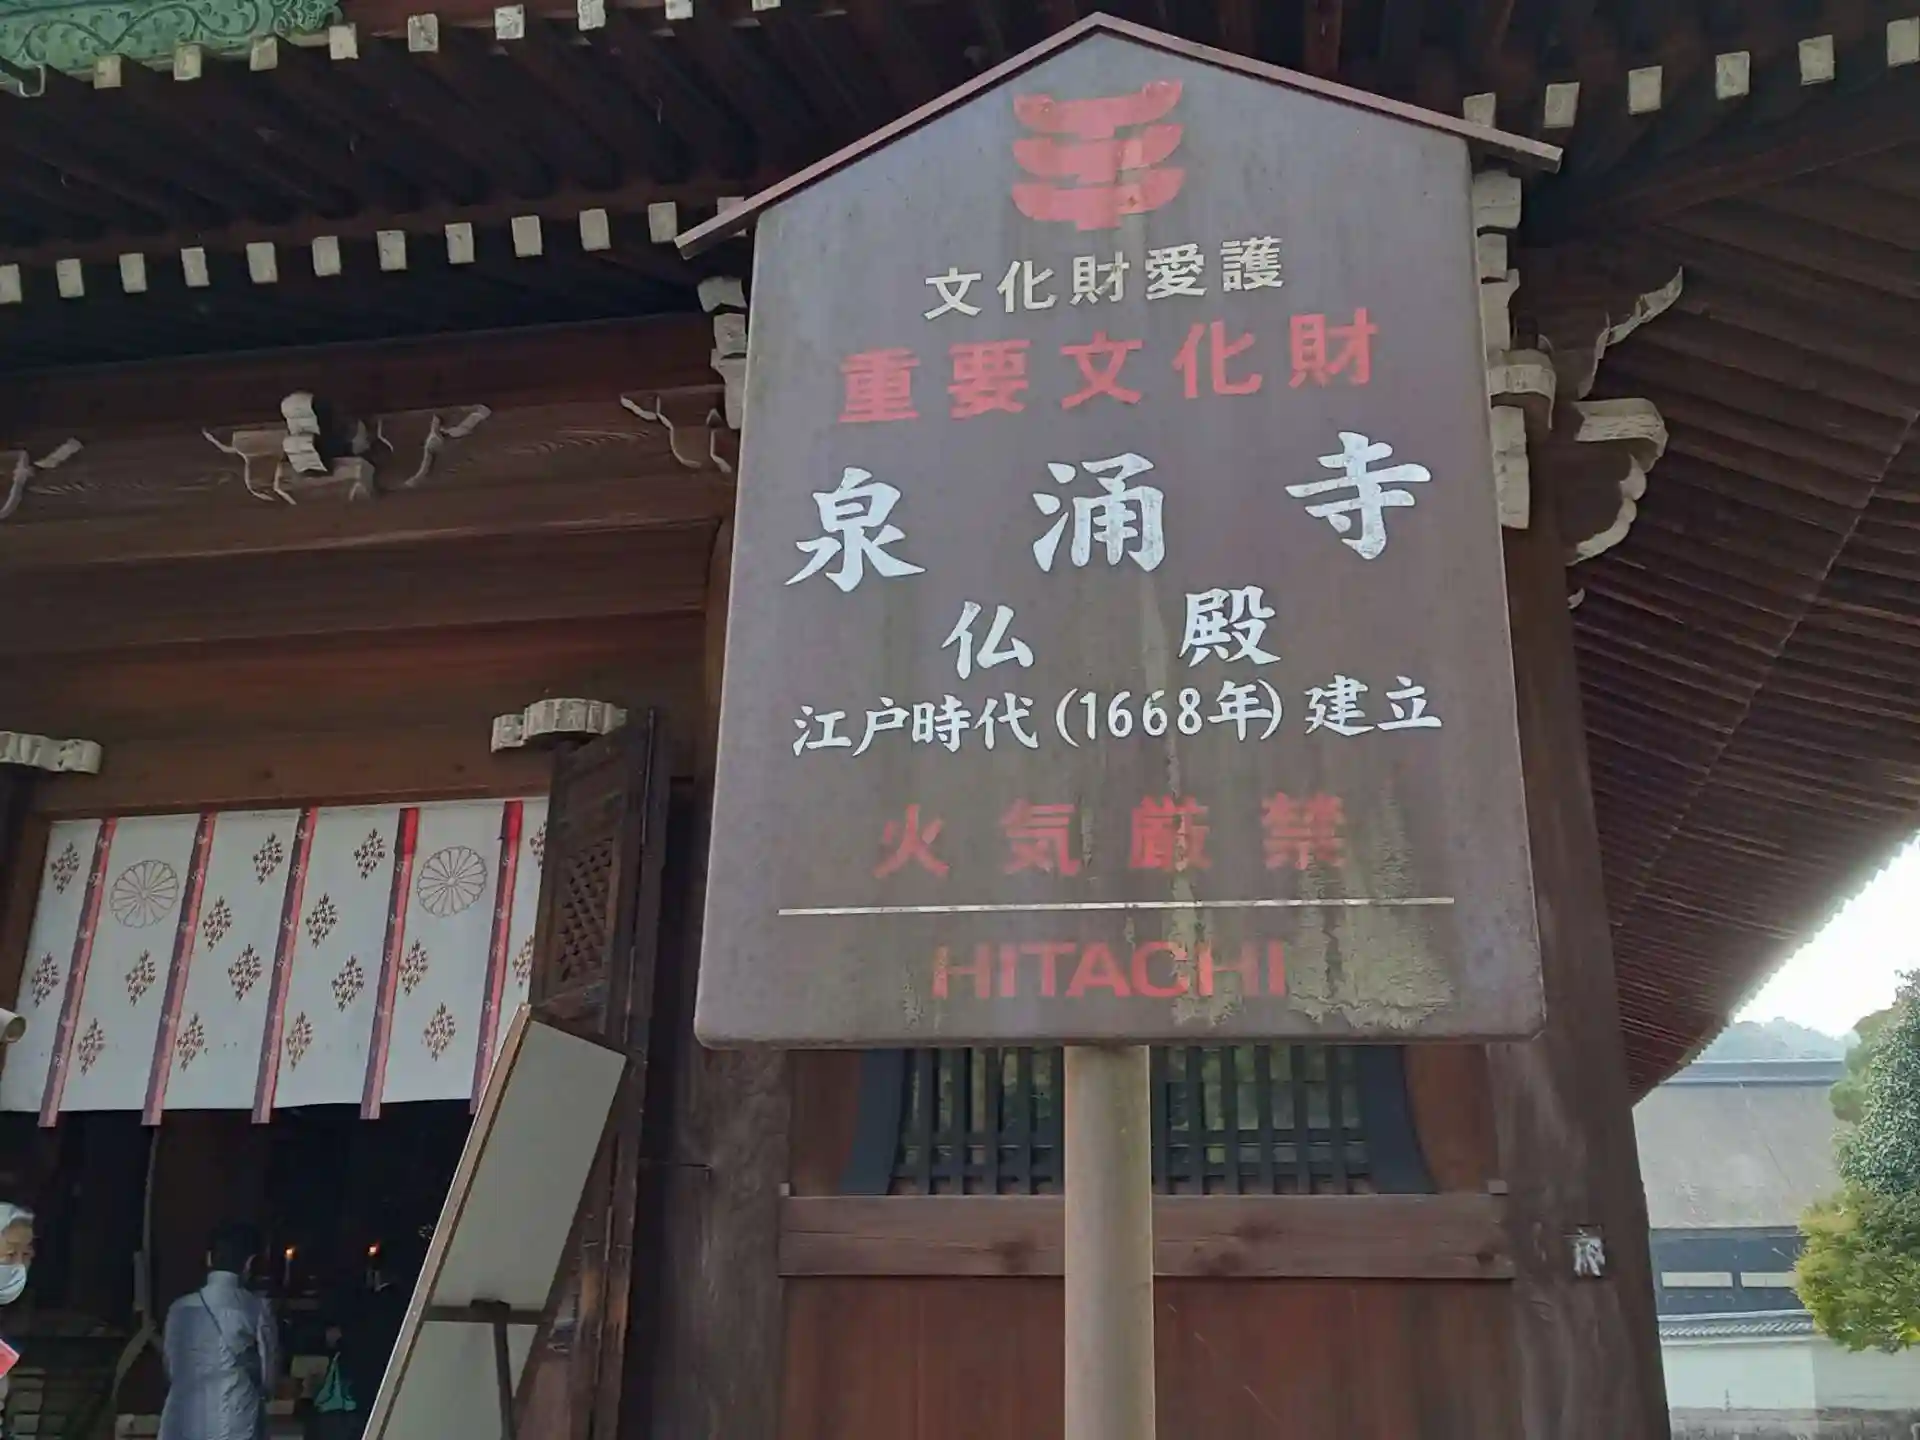 文化財愛護
重要文化財
泉涌寺
仏殿
江戸時代(1668年)建立
火気厳禁
HITACHI